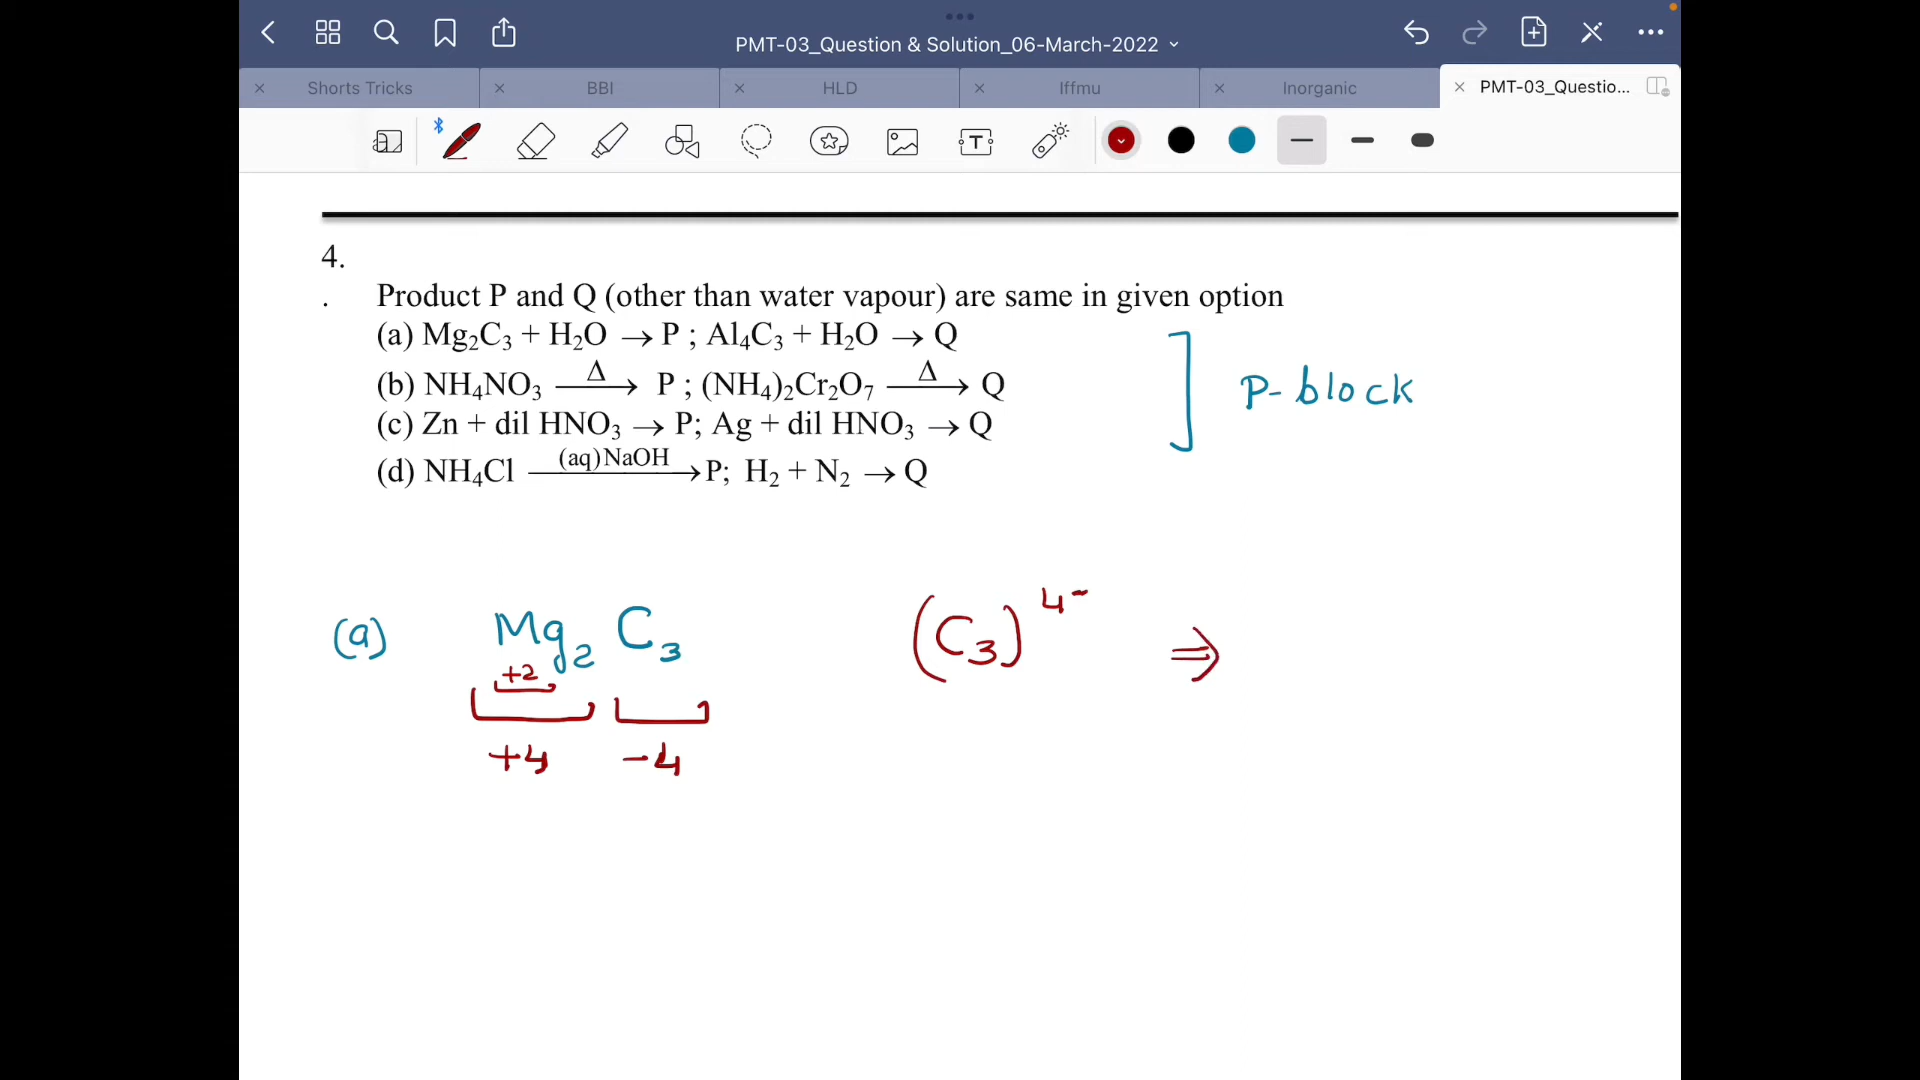 PMT-03_Question & Solution_06-March-2022
Shorts Tricks
BBI
HLD
Iffmu
Inorganic
PMT-03_Questio...
4.
.
Product P and Q (other than water vapour) are same in given option
(a) Mg₂C₃ + H₂O → P ; Al₄C₃ + H₂O → Q
(b) NH₄NO₃ —Δ→ P ; (NH₄)₂Cr₂O₇ —Δ→ Q
(c) Zn + dil HNO₃ → P; Ag + dil HNO₃ → Q
(d) NH₄Cl —(aq)NaOH→ P; H₂ + N₂ → Q
P-block
(a) Mg₂ C₃ (C₃)⁴⁻ ⇒
+2
+4 -4